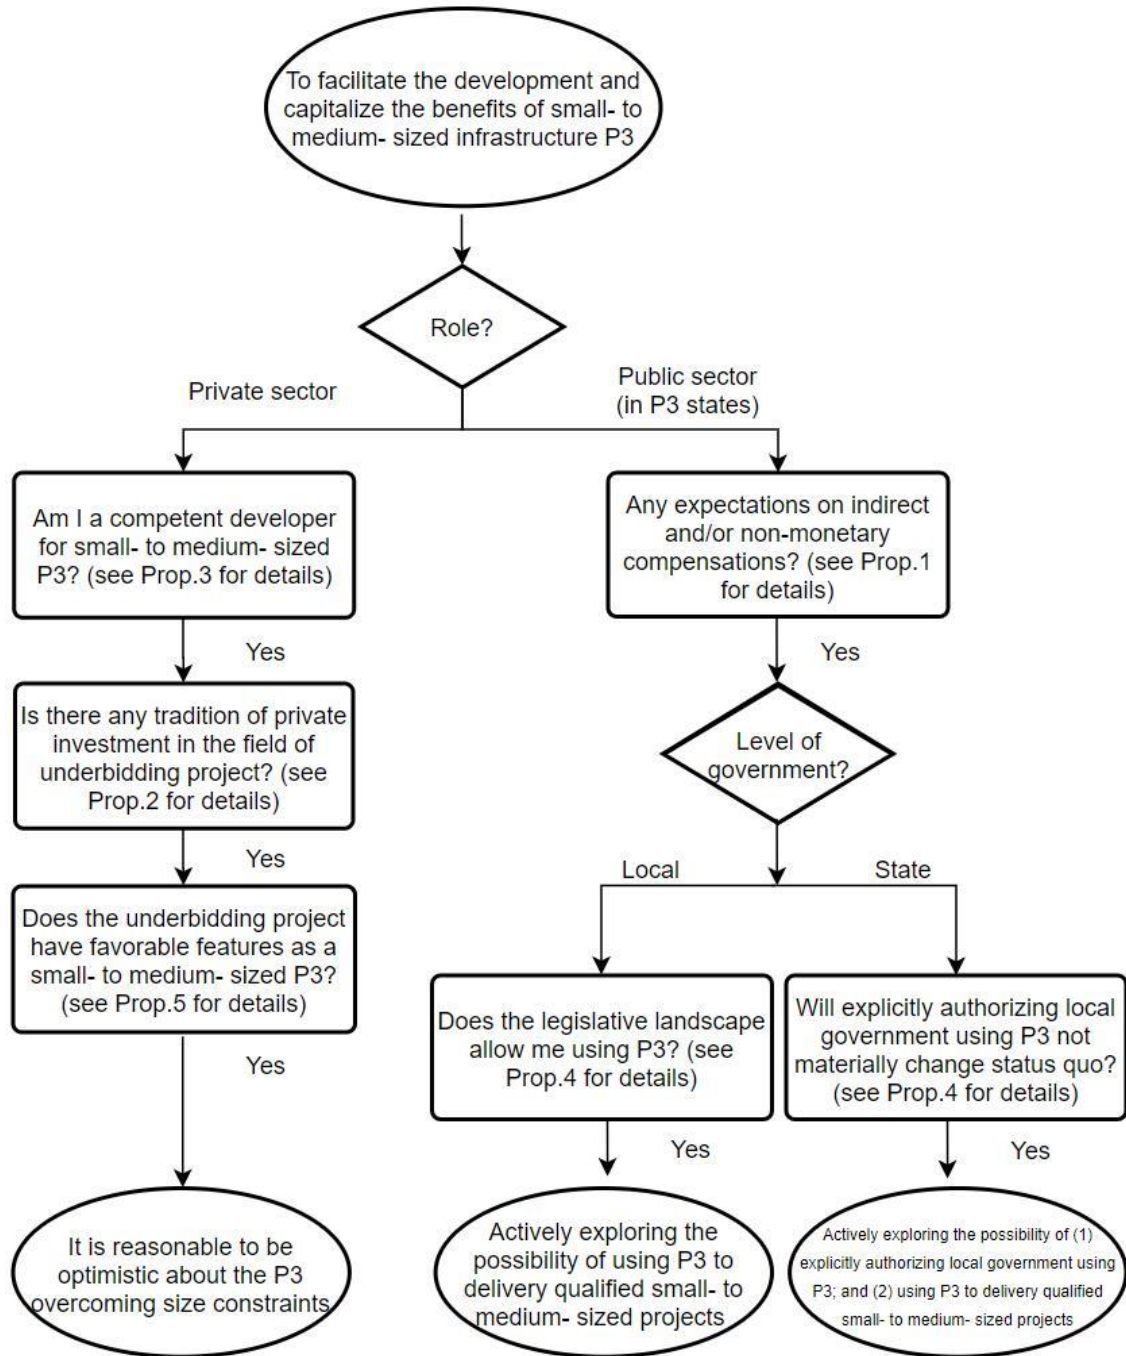 To facilitate the development and
capitalize the benefits of small- to
medium- sized infrastructure P3
Role?
Private sector
Public sector
(in P3 states)
Am I a competent developer
for small- to medium- sized
P3? (see Prop.3 for details)
Any expectations on indirect
and/or non-monetary
compensations? (see Prop.1
for details)
Yes
Yes
Is there any tradition of private
investment in the field of
underbidding project? (see
Prop.2 for details)
Level of
government?
Yes
Local
State
Does the underbidding project
have favorable features as a
small- to medium- sized P3?
(see Prop.5 for details)
Does the legislative landscape
allow me using P3? (see
Prop.4 for details)
Will explicitly authorizing local
government using P3 not
materially change status quo?
(see Prop.4 for details)
Yes
Yes
Yes
It is reasonable to be
optimistic about the P3
overcoming size constraints
Actively exploring the
possibility of using P3 to
delivery qualified small- to
medium- sized projects
Actively exploring the possibility of (1)
explicitly authorizing local government using
P3; and (2) using P3 to delivery qualified
small- to medium- sized projects